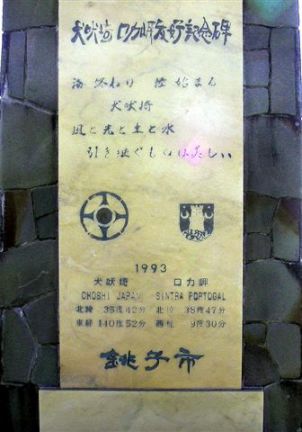 犬吠埼 ロカ岬友好記念碑
海 終わり 陸 始まる
犬吠埼
風と光と土と水
引き継ぐもの はたしい
1993
犬吠埼 ロカ岬
CHOSHI JAPAN SINTRA PORTUGAL
北緯 35度42分 北緯 38度47分
東経 140度52分 西経 9度30分
銚子市